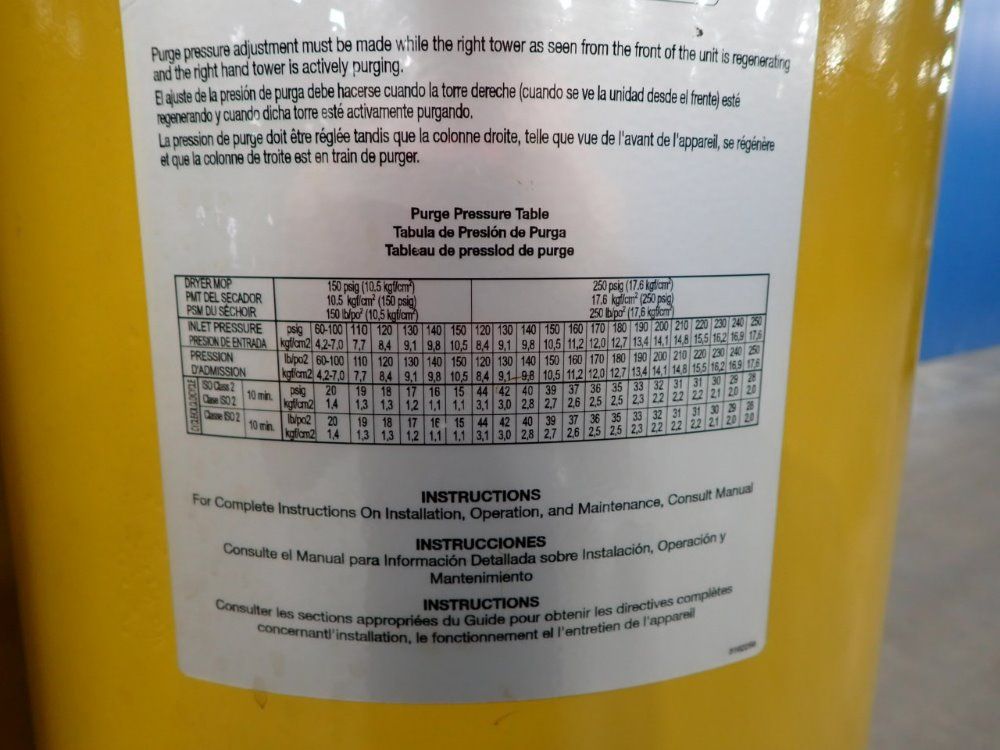 Purge pressure adjustment must be made while the right tower as seen from the front of the unit is regenerating
and the right hand tower is actively purging.
El ajuste de la presión de purga debe hacerse cuando la torre dereche (cuando se ve la unidad desde el frente) esté
regenerando y cuando dicha torre esté activamente purgando.
La pression de purge doit être réglée tandis que la colonne droite, telle que vue de l'avant de l'appareil, se régénère
et que la colonne de troite est en train de purger.
Purge Pressure Table
Tabula de Presión de Purga
Tableau de pressiod de purge
DRYER MOP 150 psig (10.5 kgf/cm²) 250 psig (17.6 kgf/cm²)
PMT DEL SECADOR 10.5 kgf/cm² (150 psig) 17.6 kgf/cm² (250 psig)
PSM DU SÉCHOIR 150 lb/po² (10,5 kgf/cm²) 250 lb/po² (17,6 kgf/cm²)
INLET PRESSURE psig 60-100 110 120 130 140 150 120 130 140 150 160 170 180 190 200 210 220 230 240 250
PRESION DE ENTRADA kgf/cm2 4,2-7,0 7,7 8,4 9,1 9,8 10,5 8,4 9,1 9,8 10,5 11,2 12,0 12,7 13,4 14,1 14,8 15,5 16,2 16,9 17,6
PRESSION lb/po2 60-100 110 120 130 140 150 120 130 140 150 160 170 180 190 200 210 220 230 240 250
D'ADMISSION kgf/cm2 4,2-7,0 7,7 8,4 9,1 9,8 10,5 8,4 9,1 9,8 10,5 11,2 12,0 12,7 13,4 14,1 14,8 15,5 16,2 16,9 17,6
ISO Class 2 10 min. psig 20 19 18 17 16 15 44 42 40 39 37 36 35 33 32 31 31 30 29 28
Clase ISO 2 kgf/cm2 1,4 1,3 1,3 1,2 1,1 1,1 3,1 3,0 2,8 2,7 2,6 2,5 2,5 2,3 2,2 2,2 2,2 2,1 2,0 2,0
Classe ISO 2 10 min. lb/po2 20 19 18 17 16 15 44 42 40 39 37 36 35 33 32 31 31 30 29 28
kgf/cm2 1,4 1,3 1,3 1,2 1,1 1,1 3,1 3,0 2,8 2,7 2,6 2,5 2,5 2,3 2,2 2,2 2,2 2,1 2,0 2,0
INSTRUCTIONS
For Complete Instructions On Installation, Operation, and Maintenance, Consult Manual
INSTRUCCIONES
Consulte el Manual para Información Detallada sobre Instalación, Operación y
Mantenimiento
INSTRUCTIONS
Consulter les sections appropriées du Guide pour obtenir les directives complètes
concernantl'installation, le fonctionnement el l'entretien de l'appareil